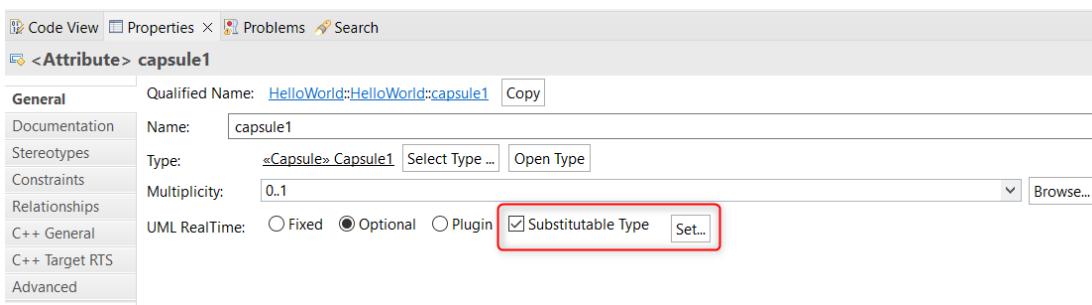 Code View Properties Problems Search
<Attribute> capsule1
General
Qualified Name: HelloWorld::HelloWorld::capsule1 Copy
Documentation
Name: capsule1
Stereotypes
Type: «Capsule» Capsule1 Select Type ... Open Type
Constraints
Multiplicity: 0..1 Browse...
Relationships
UML RealTime: Fixed Optional Plugin Substitutable Type Set...
C++ General
C++ Target RTS
Advanced